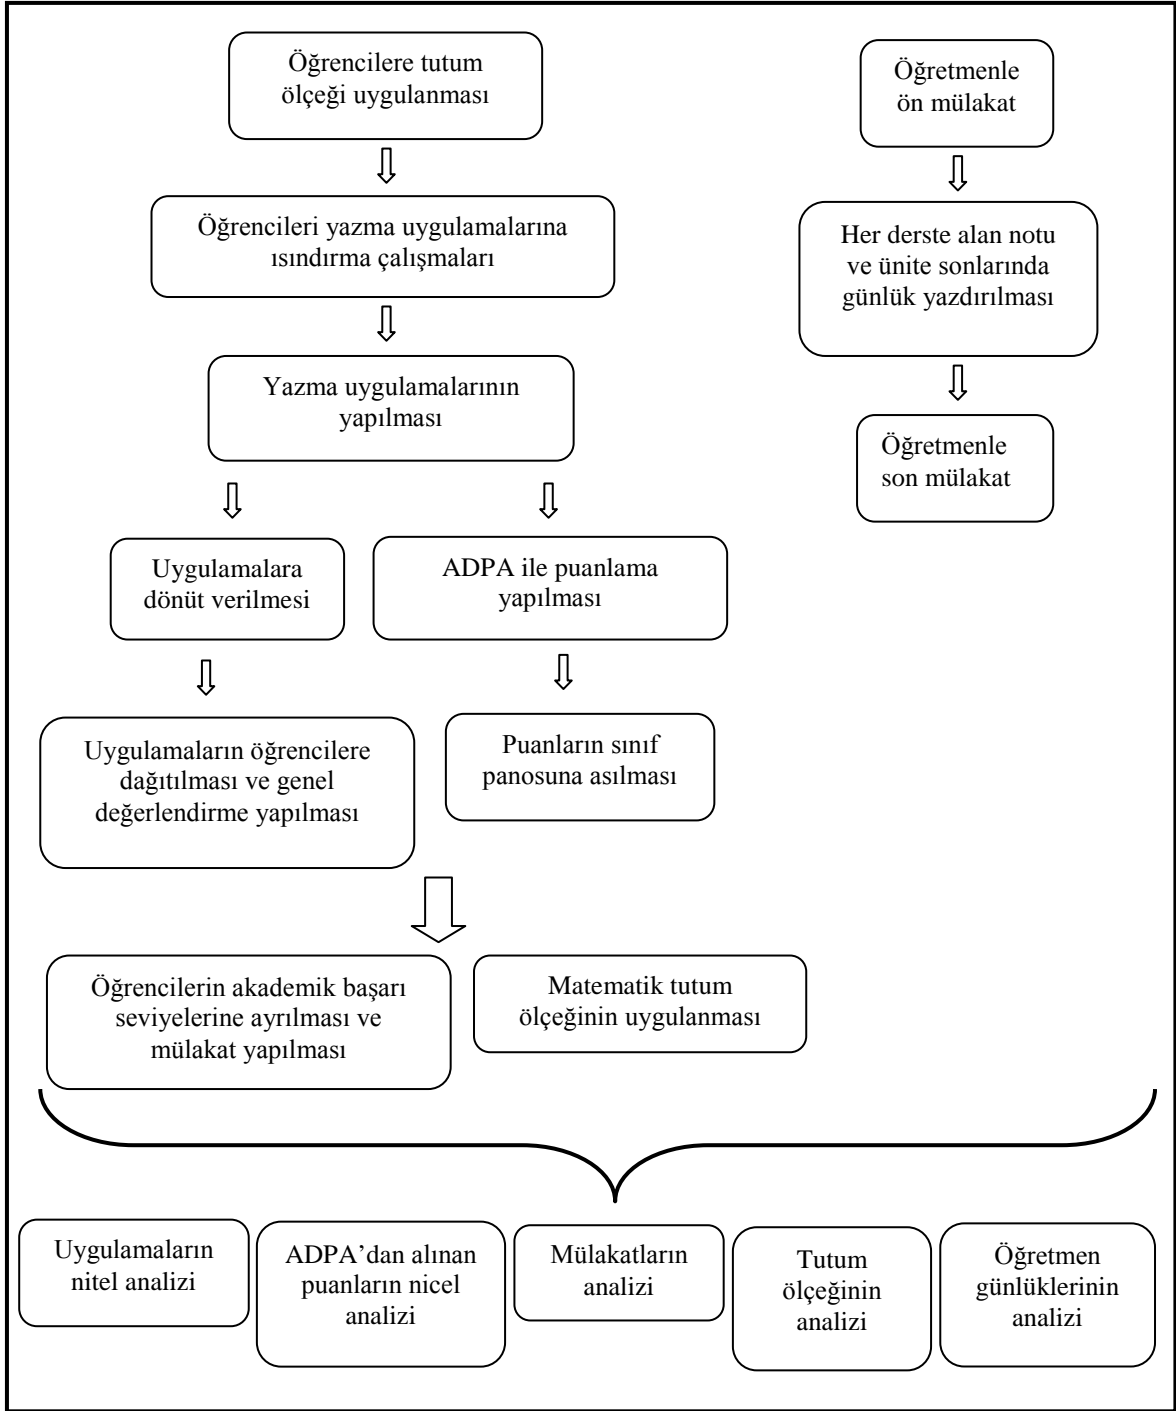 Öğrencilere tutum
ölçeği uygulanması
Öğretmenle
ön mülakat
Öğrencileri yazma uygulamalarına
ısındırma çalışmaları
Her derste alan notu
ve ünite sonlarında
günlük yazdırılması
Yazma uygulamalarının
yapılması
Öğretmenle
son mülakat
Uygulamalara
dönüt verilmesi
ADPA ile puanlama
yapılması
Uygulamaların öğrencilere
dağıtılması ve genel
değerlendirme yapılması
Puanların sınıf
panosuna asılması
Öğrencilerin akademik başarı
seviyelerine ayrılması ve
mülakat yapılması
Matematik tutum
ölçeğinin uygulanması
Uygulamaların
nitel analizi
ADPA’dan alınan
puanların nicel
analizi
Mülakatların
analizi
Tutum
ölçeğinin
analizi
Öğretmen
günlüklerinin
analizi